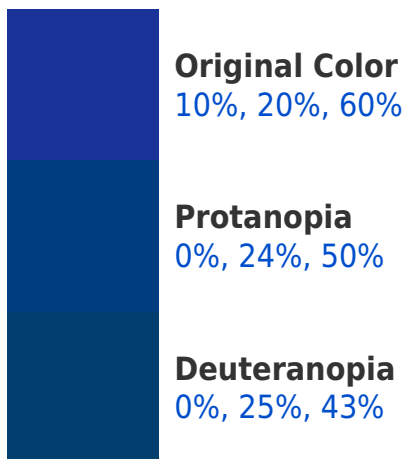 Original Color
10%, 20%, 60%
Protanopia
0%, 24%, 50%
Deuteranopia
0%, 25%, 43%